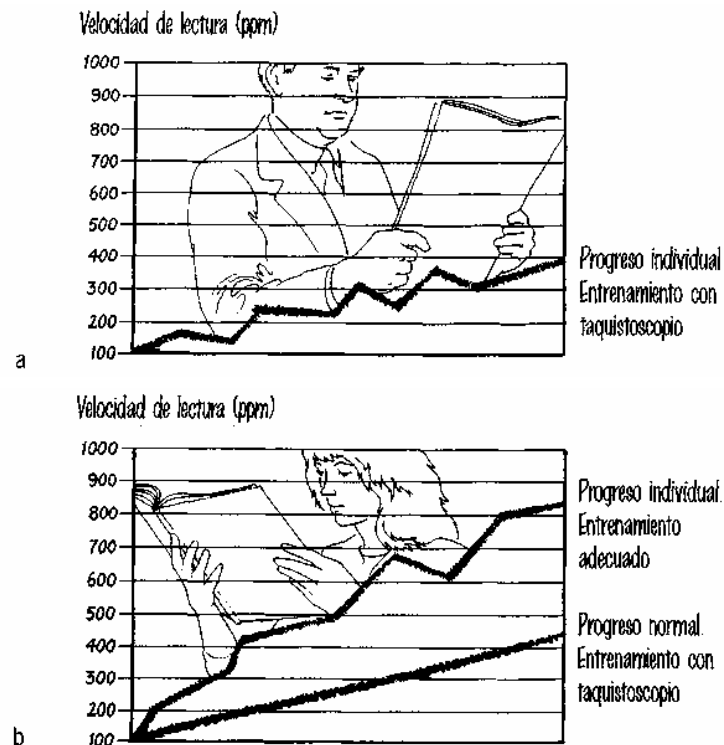 Velocidad de lectura (ppm)
1000
900
800
700
600
500
400
300
200
100
Progreso individual
Entrenamiento con
taquistoscopio
a
Velocidad de lectura (ppm)
1000
900
800
700
600
500
400
300
200
100
Progreso individual.
Entrenamiento
adecuado
Progreso normal.
Entrenamiento con
taquistoscopio
b